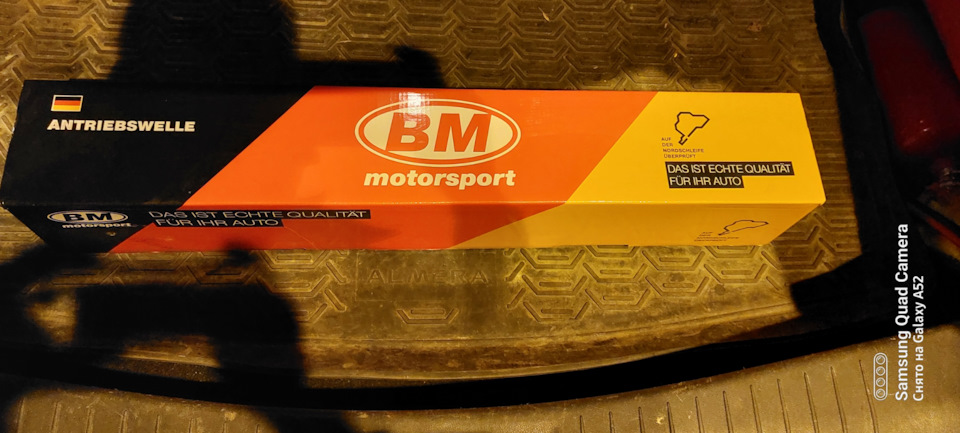 ANTRIEBSWELLE
BM
motorsport
AUF
DER
NORDSCHLEIFE
ÜBERPRÜFT
DAS IST ECHTE QUALITÄT
FÜR IHR AUTO
BM
motorsport
DAS IST ECHTE QUALITÄT
FÜR IHR AUTO
ALMERA
Samsung Quad Camera
Снято на Galaxy A52